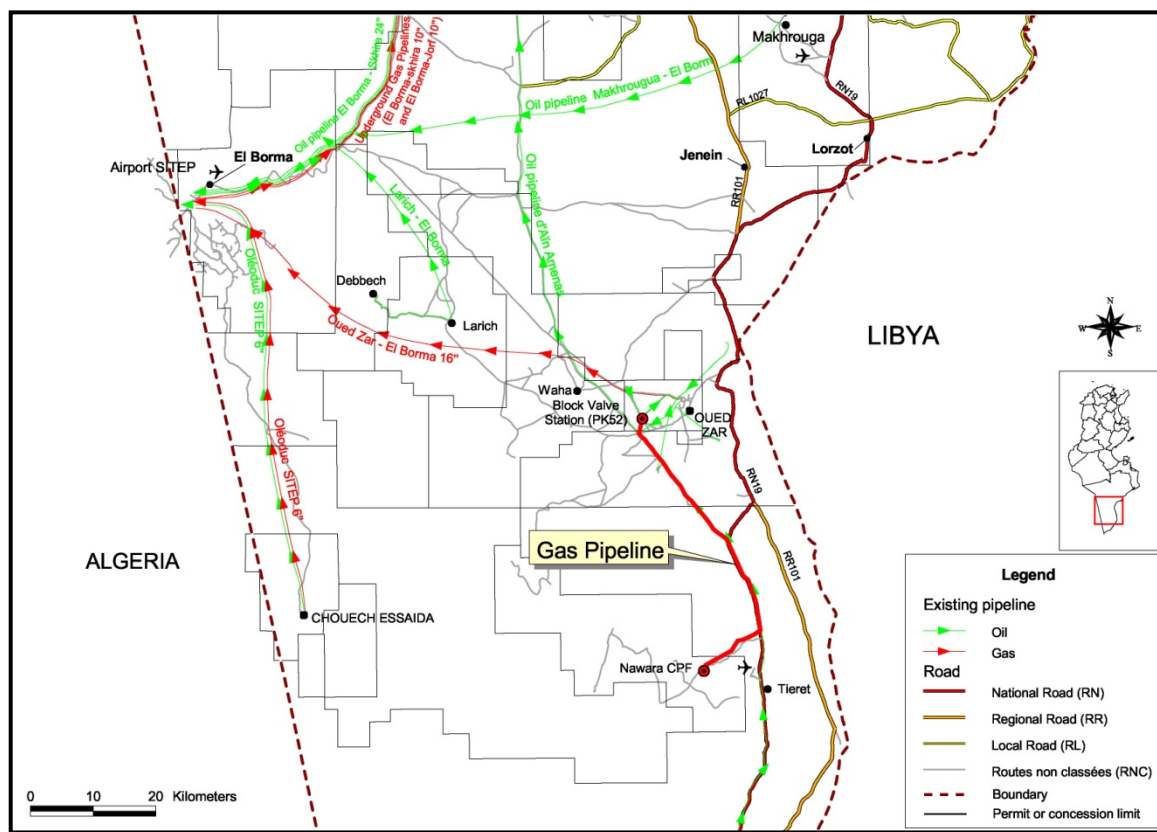 Makhrouga
Oil pipeline El Borma - Skhira 24"
Underground Gas Pipelines
(El Borma-skhira 10"
and El Borma-Jorf 10")
Oil pipeline Makhrougua - El Borm
RN19
RL1027
Airport SITEP
El Borma
Jenein
Lorzot
RR101
Larich - El Borma
Oil pipeline d'Aïn Amenas
Oléoduc SITEP 6"
Debbech
Larich
Oued Zar - El Borma 16"
LIBYA
N
W
E
S
Waha
Block Valve
Station (PK52)
OUED
ZAR
Oléoduc SITEP 6"
RN19
RR101
Gas Pipeline
ALGERIA
CHOUECH ESSAIDA
Nawara CPF
Tieret
Legend
Existing pipeline
Oil
Gas
Road
National Road (RN)
Regional Road (RR)
Local Road (RL)
Routes non classées (RNC)
Boundary
Permit or concession limit
0 10 20 Kilometers